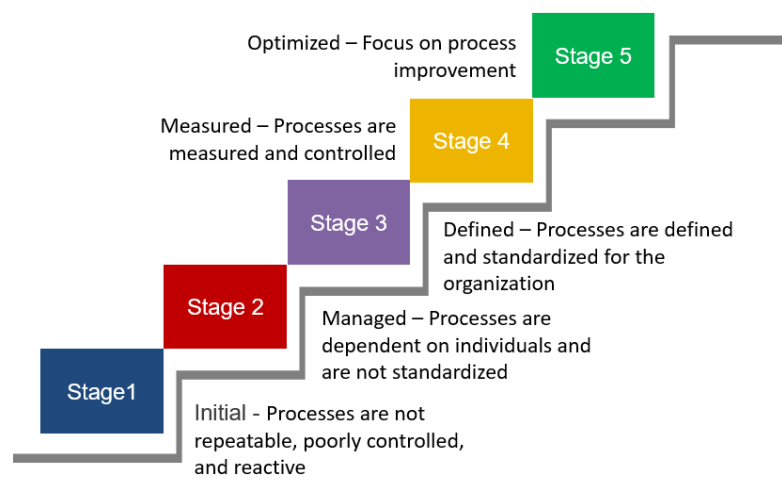 Optimized – Focus on process
improvement
Stage 5
Measured – Processes are
measured and controlled
Stage 4
Stage 3
Defined – Processes are defined
and standardized for the
organization
Stage 2
Managed – Processes are
dependent on individuals and
are not standardized
Stage1
Initial - Processes are not
repeatable, poorly controlled,
and reactive